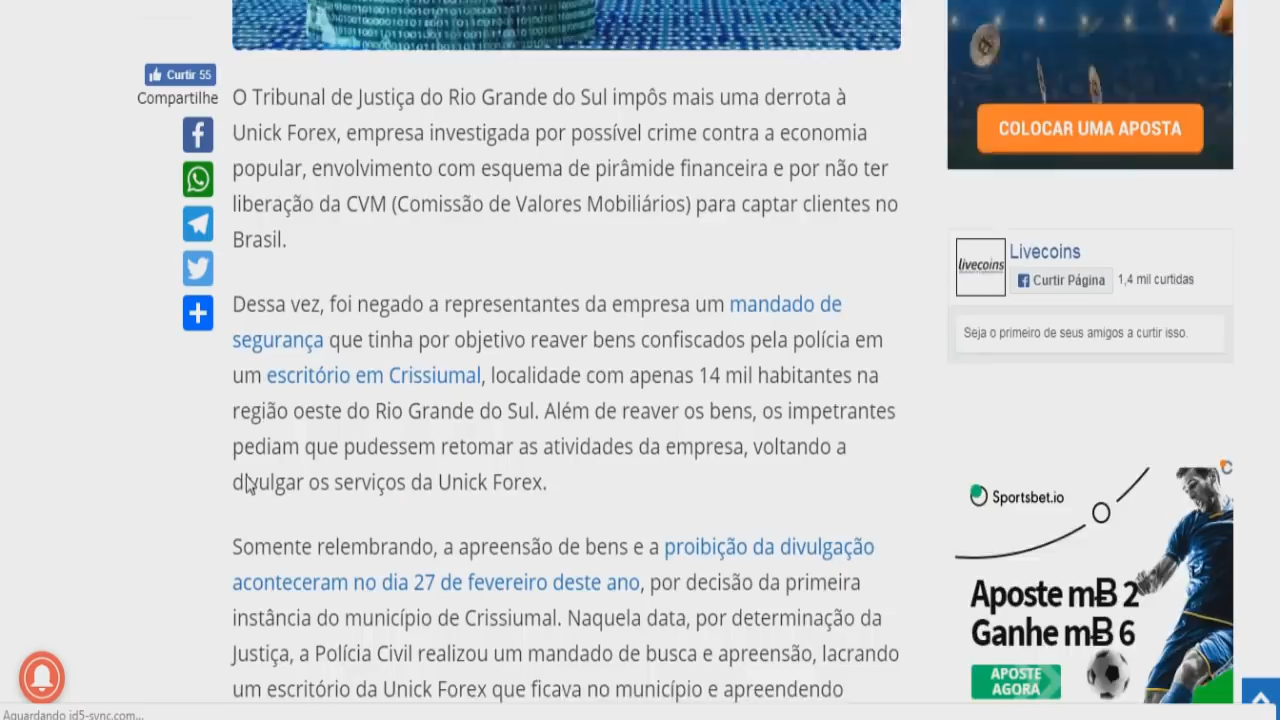 Curtir 55
Compartilhe
O Tribunal de Justiça do Rio Grande do Sul impôs mais uma derrota à
Unick Forex, empresa investigada por possível crime contra a economia
popular, envolvimento com esquema de pirâmide financeira e por não ter
liberação da CVM (Comissão de Valores Mobiliários) para captar clientes no
Brasil.
Dessa vez, foi negado a representantes da empresa um mandado de
segurança que tinha por objetivo reaver bens confiscados pela polícia em
um escritório em Crissiumal, localidade com apenas 14 mil habitantes na
região oeste do Rio Grande do Sul. Além de reaver os bens, os impetrantes
pediam que pudessem retomar as atividades da empresa, voltando a
divulgar os serviços da Unick Forex.
Somente relembrando, a apreensão de bens e a proibição da divulgação
aconteceram no dia 27 de fevereiro deste ano, por decisão da primeira
instância do município de Crissiumal. Naquela data, por determinação da
Justiça, a Polícia Civil realizou um mandado de busca e apreensão, lacrando
um escritório da Unick Forex que ficava no município e apreendendo
COLOCAR UMA APOSTA
livecoins
Livecoins
Curtir Página
1,4 mil curtidas
Seja o primeiro de seus amigos a curtir isso.
Sportsbet.io
Aposte mɃ 2
Ganhe mɃ 6
APOSTE
AGORA
Aguardando id5-sync.com...